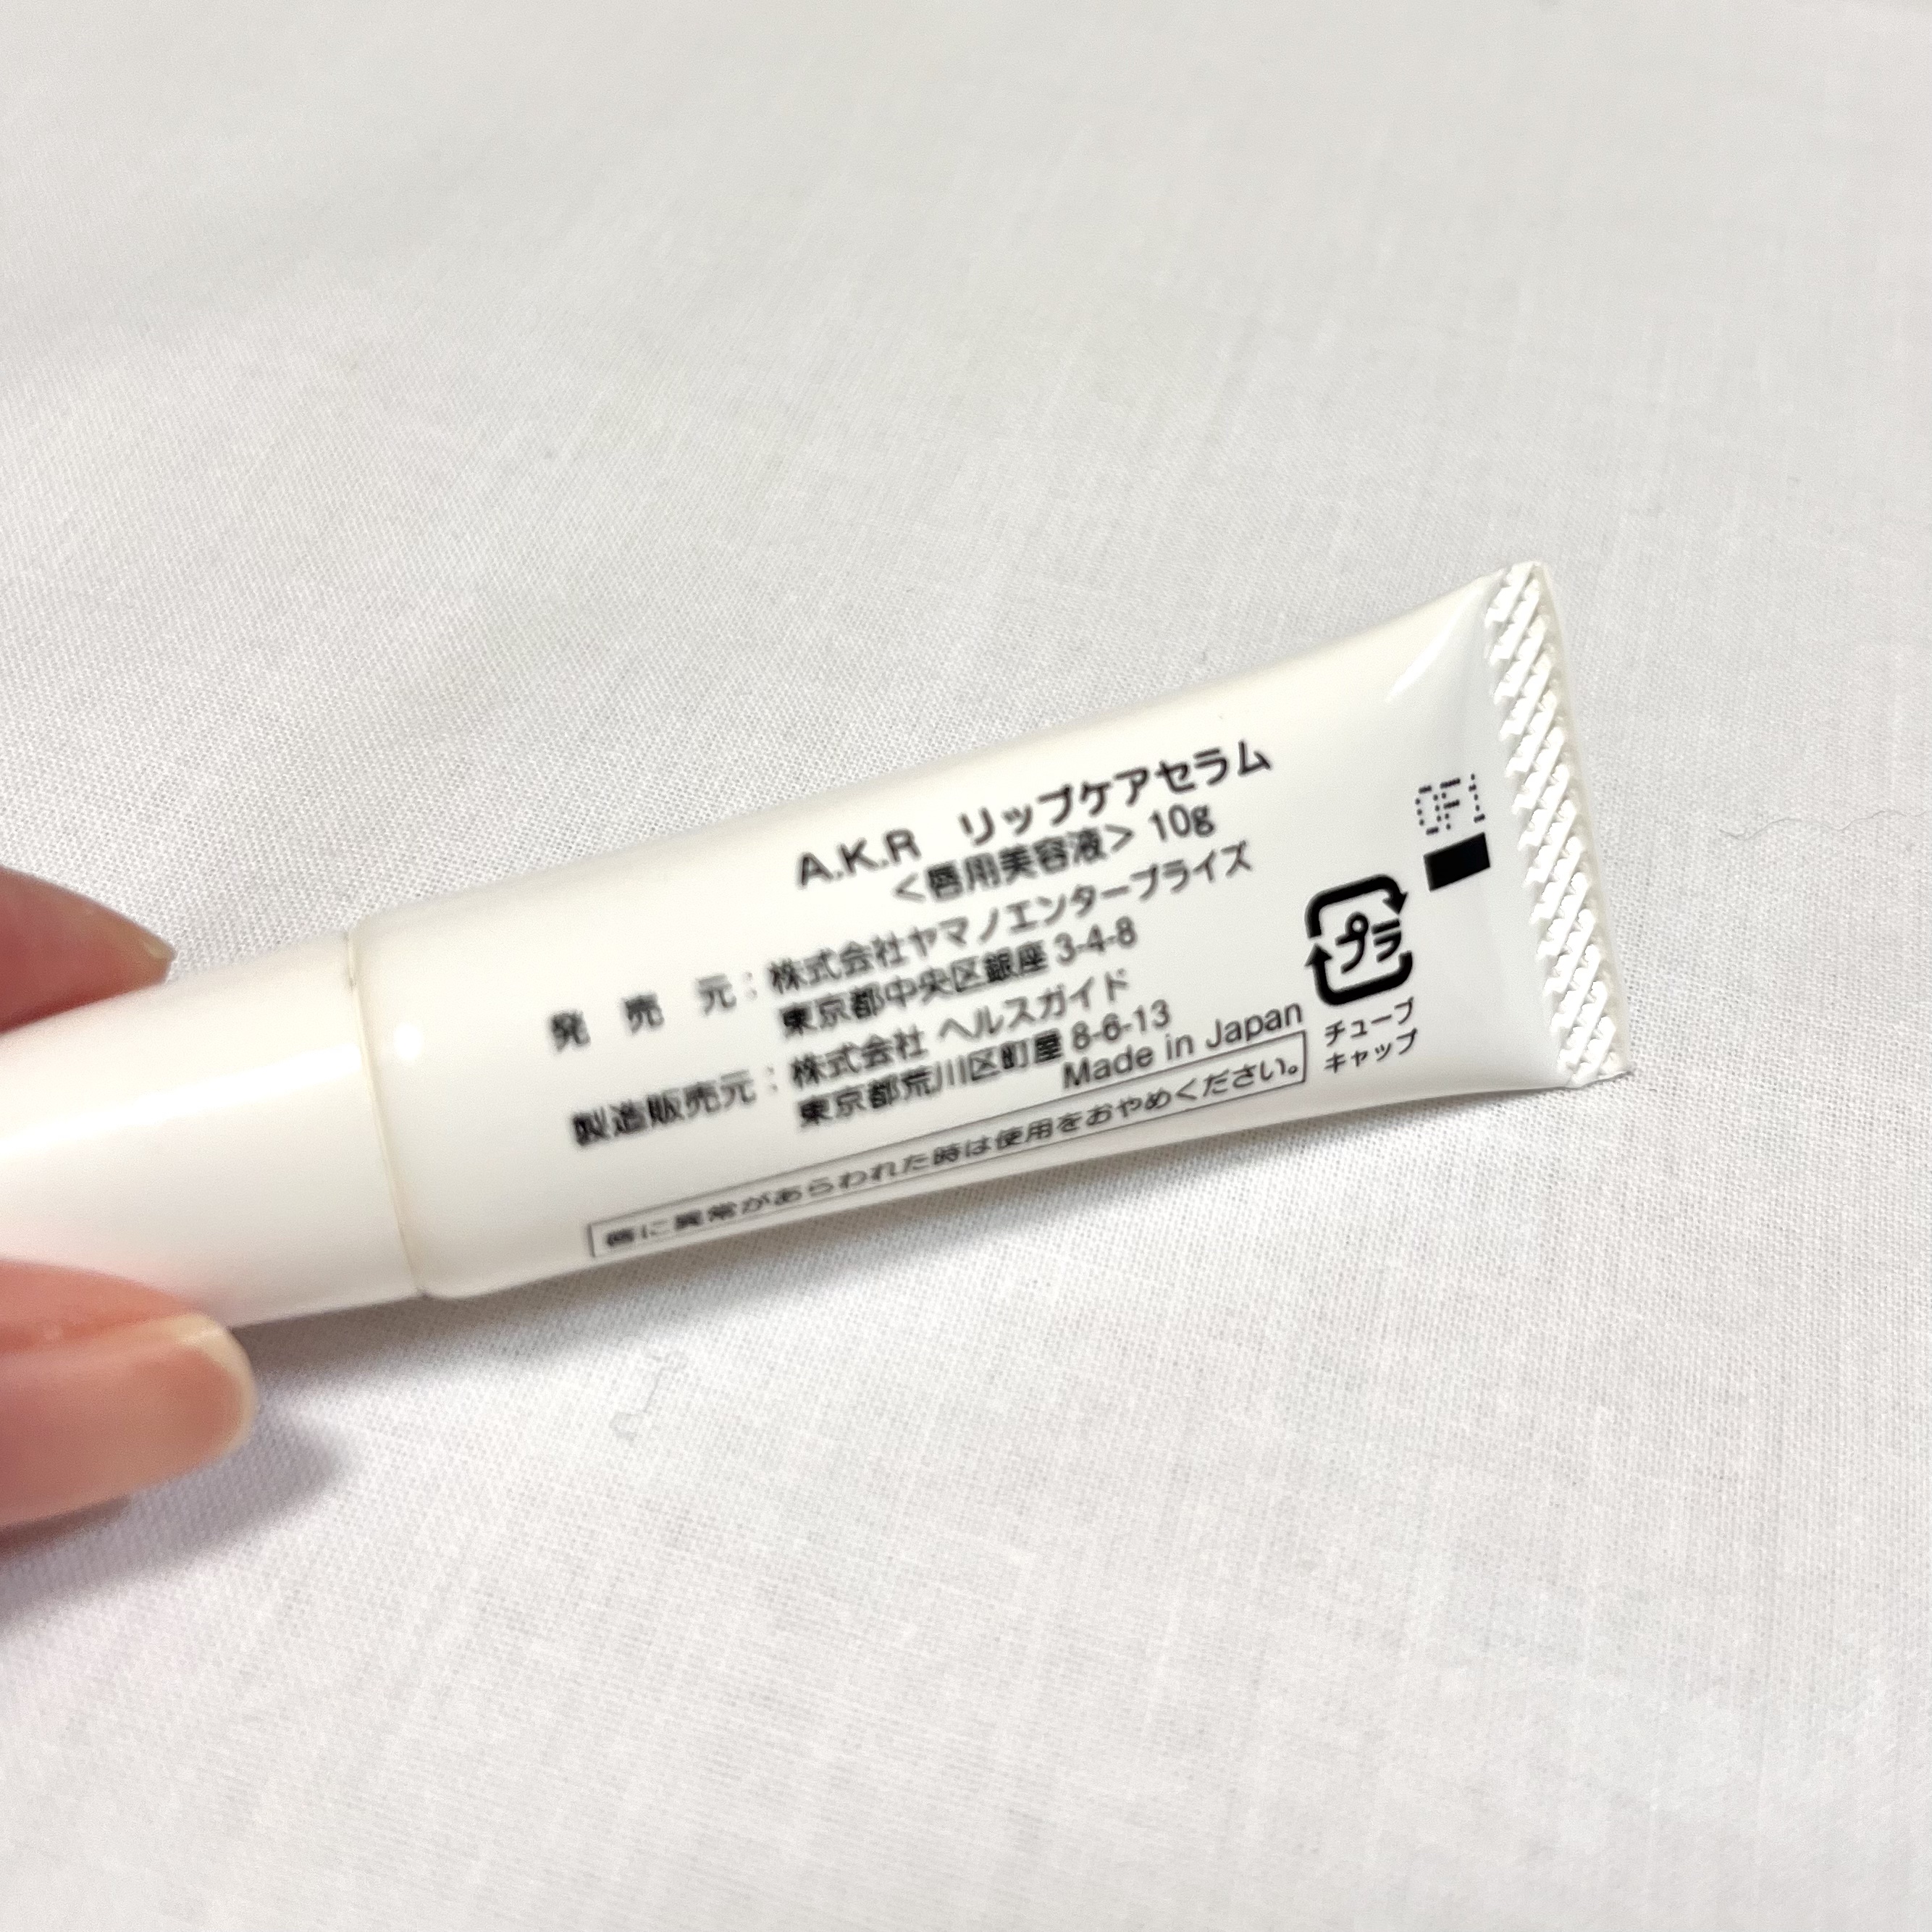 A.K.R リップケアセラム
＜唇用美容液＞ 10g
発 売 元：株式会社ヤマノエンタープライズ
東京都中央区銀座 3-4-8
製造販売元：株式会社 ヘルスガイド
東京都荒川区町屋 8-6-13
Made in Japan
唇に異常があらわれた時は使用をおやめください。
プラ
チューブ
キャップ
0F1